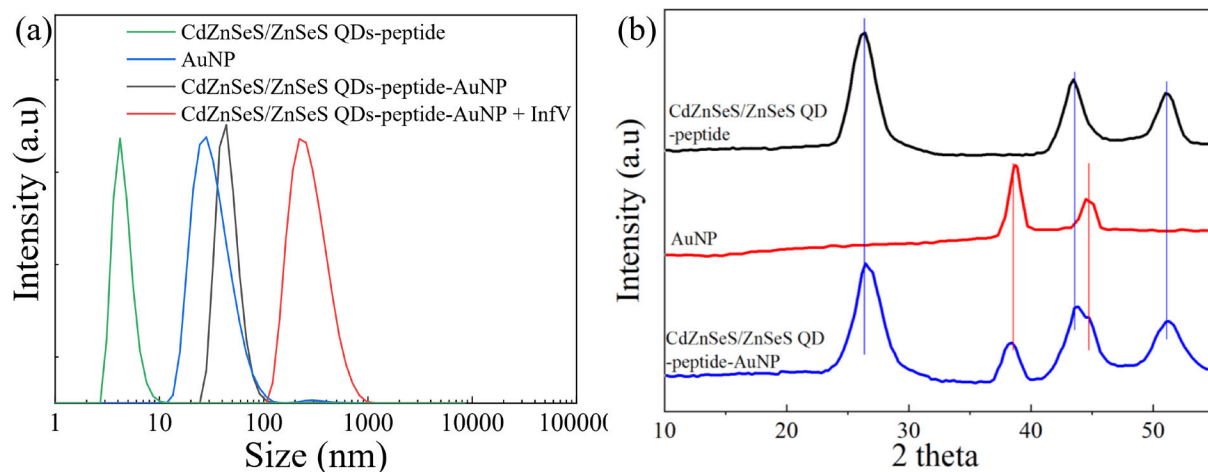 (a)
CdZnSeS/ZnSeS QDs-peptide
AuNP
CdZnSeS/ZnSeS QDs-peptide-AuNP
CdZnSeS/ZnSeS QDs-peptide-AuNP + InfV
Intensity (a.u)
1 10 100 1000 10000 100000
Size (nm)
(b)
CdZnSeS/ZnSeS QD
-peptide
AuNP
CdZnSeS/ZnSeS QD
-peptide-AuNP
Intensity (a.u)
10 20 30 40 50
2 theta